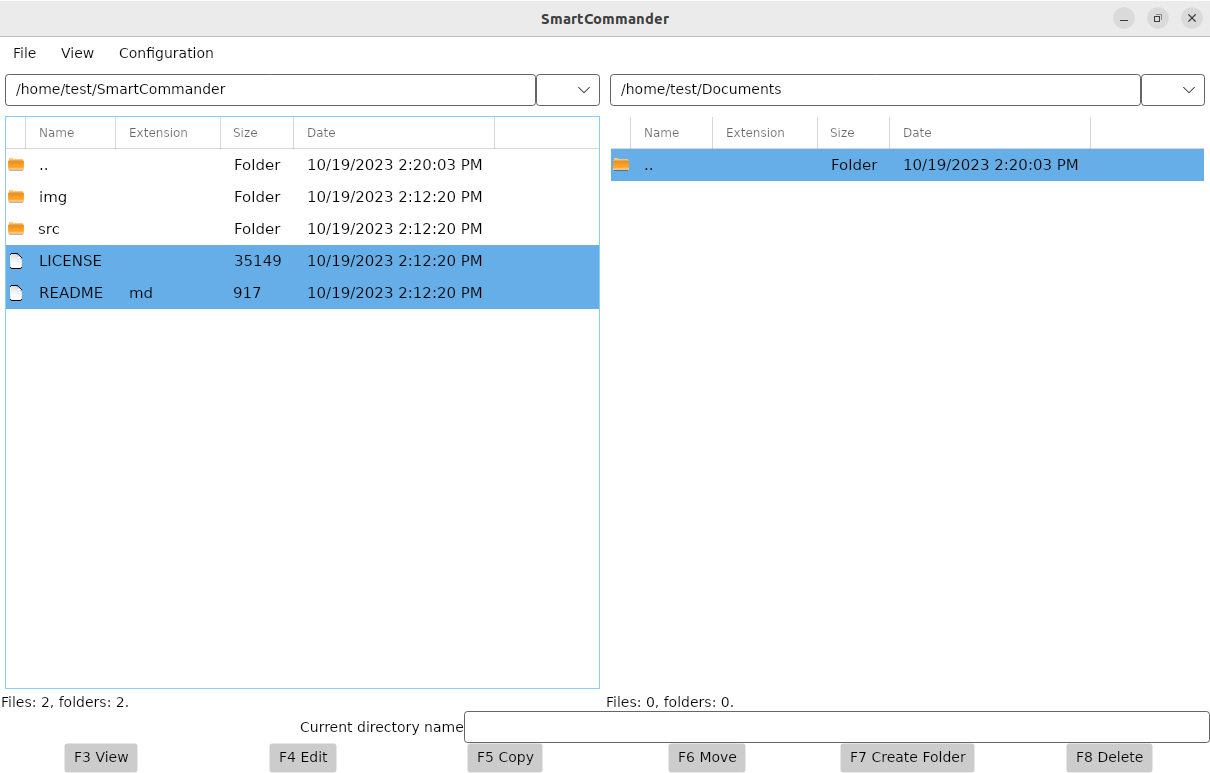 SmartCommander
File View Configuration
/home/test/SmartCommander /home/test/Documents
Name Extension Size Date Name Extension Size Date
.. Folder 10/19/2023 2:20:03 PM .. Folder 10/19/2023 2:20:03 PM
img Folder 10/19/2023 2:12:20 PM
src Folder 10/19/2023 2:12:20 PM
LICENSE 35149 10/19/2023 2:12:20 PM
README md 917 10/19/2023 2:12:20 PM
Files: 2, folders: 2. Files: 0, folders: 0.
Current directory name
F3 View F4 Edit F5 Copy F6 Move F7 Create Folder F8 Delete